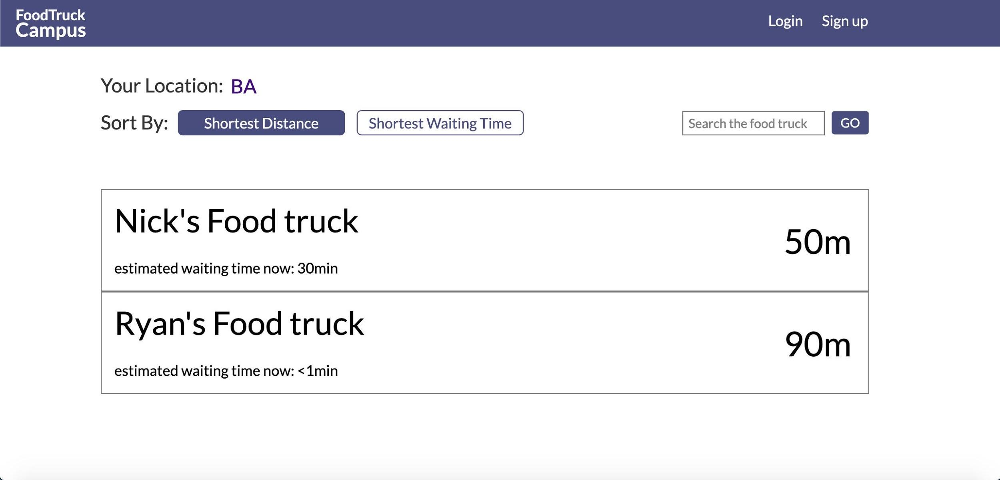 FoodTruck
Campus
Login Sign up
Your Location: BA
Sort By: Shortest Distance Shortest Waiting Time Search the food truck GO
Nick's Food truck
50m
estimated waiting time now: 30min
Ryan's Food truck
90m
estimated waiting time now: <1min